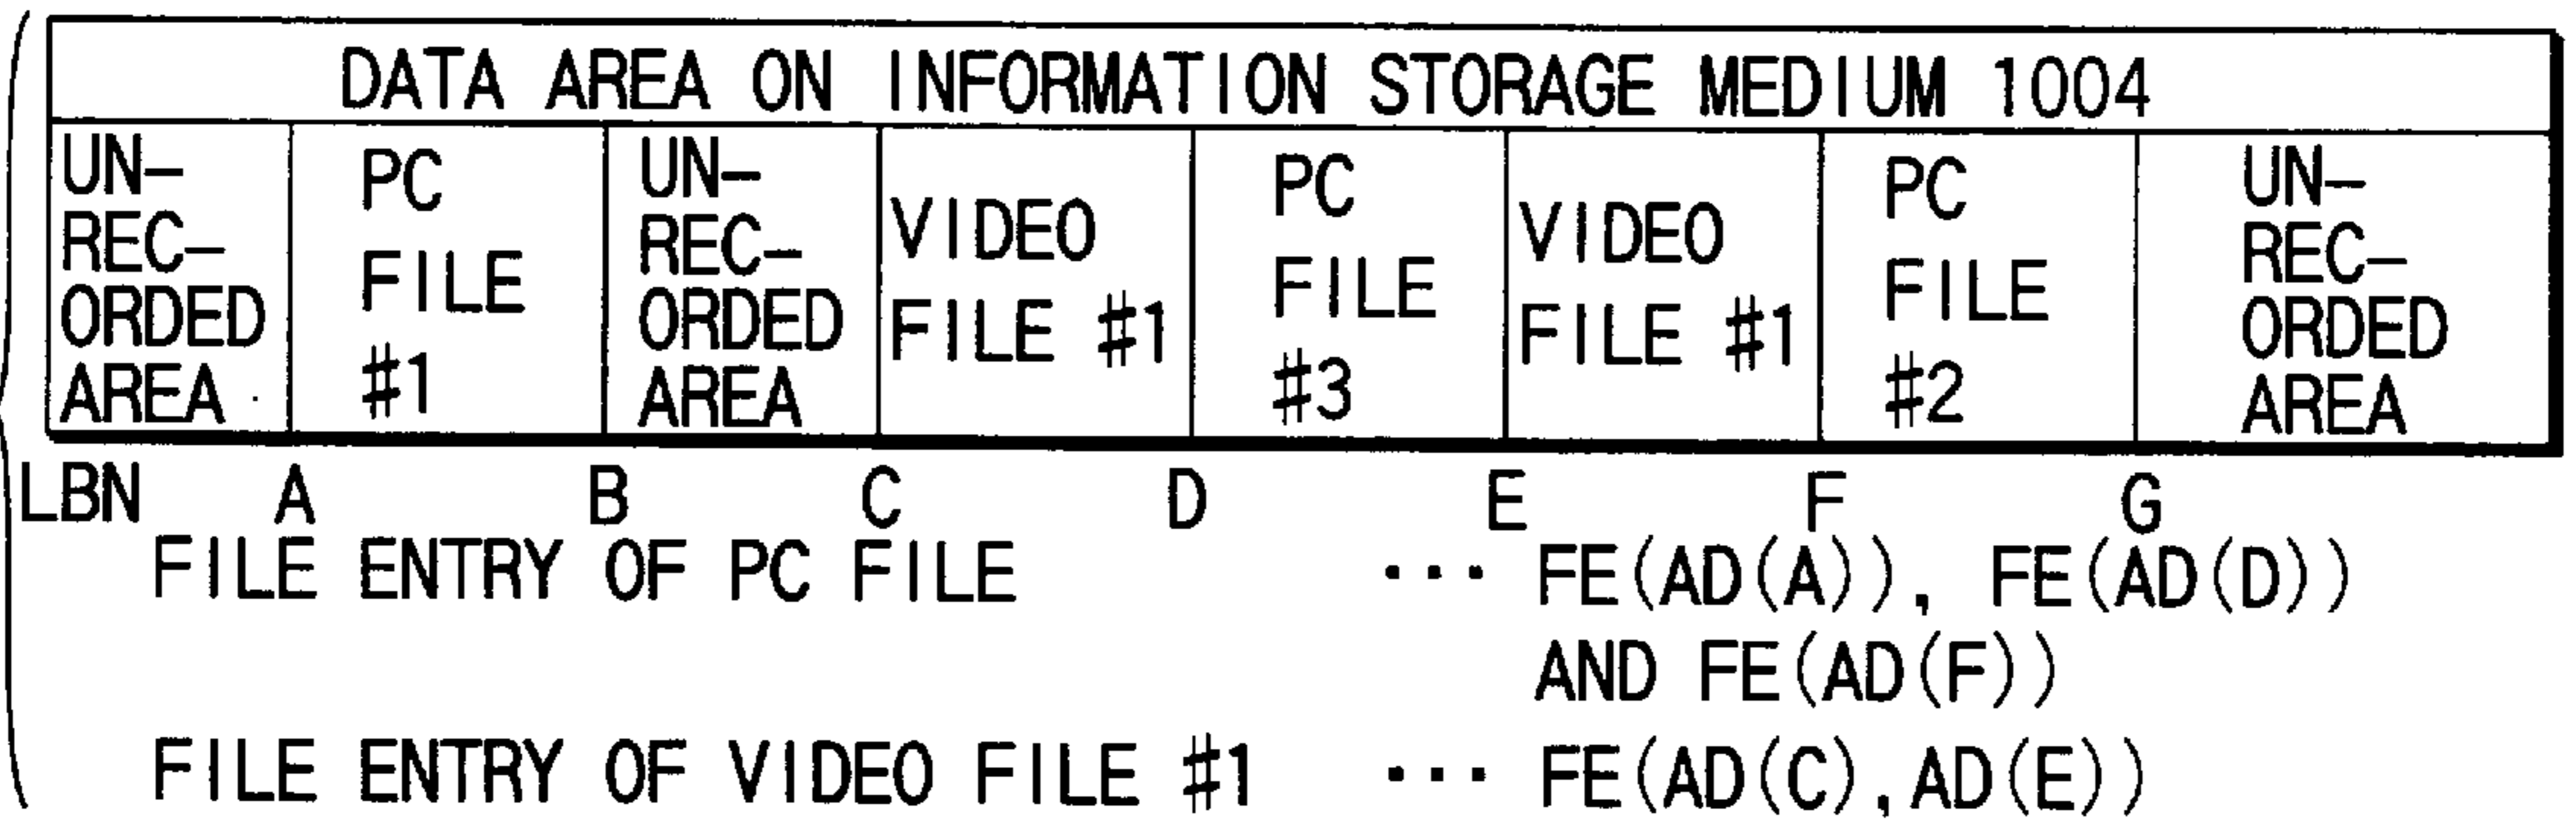 DATA AREA ON INFORMATION STORAGE MEDIUM 1004
UN-
REC-
ORDED
AREA
PC
FILE
#1
UN-
REC-
ORDED
AREA
VIDEO
FILE #1
PC
FILE
#3
VIDEO
FILE #1
PC
FILE
#2
UN-
REC-
ORDED
AREA
LBN A B C D E F G
FILE ENTRY OF PC FILE ··· FE(AD(A)), FE(AD(D))
AND FE(AD(F))
FILE ENTRY OF VIDEO FILE #1 ··· FE(AD(C),AD(E))